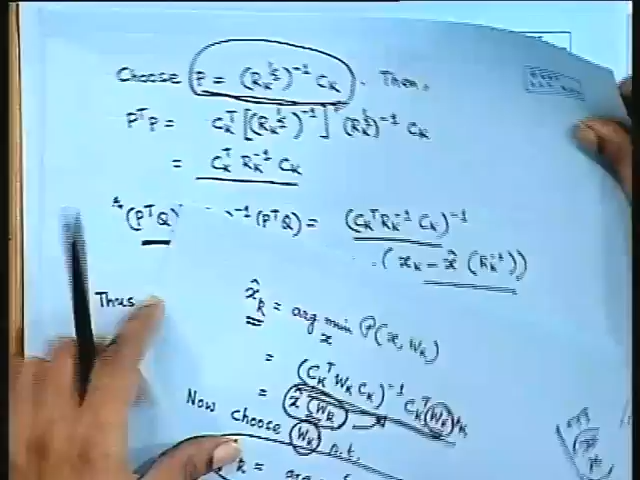 Choose P = (R_K^{1/2})^{-1} C_K. Then,
P^T P = C_K^T [(R_K^{1/2})^{-1}]^T (R_K^{1/2})^{-1} C_K
= C_K^T R_K^{-1} C_K
(P^T Q) ^{-1} (P^T Q) = (C_K^T R_K^{-1} C_K)^{-1}
. (x_K - x̂ (R_K^{-1}))
Thus x̂_K = arg min_x P(x, W_K)
= (C_K^T W_K C_K)^{-1} C_K^T W_K
= x̂ (W_K)
Now choose W_K s.t.
K =